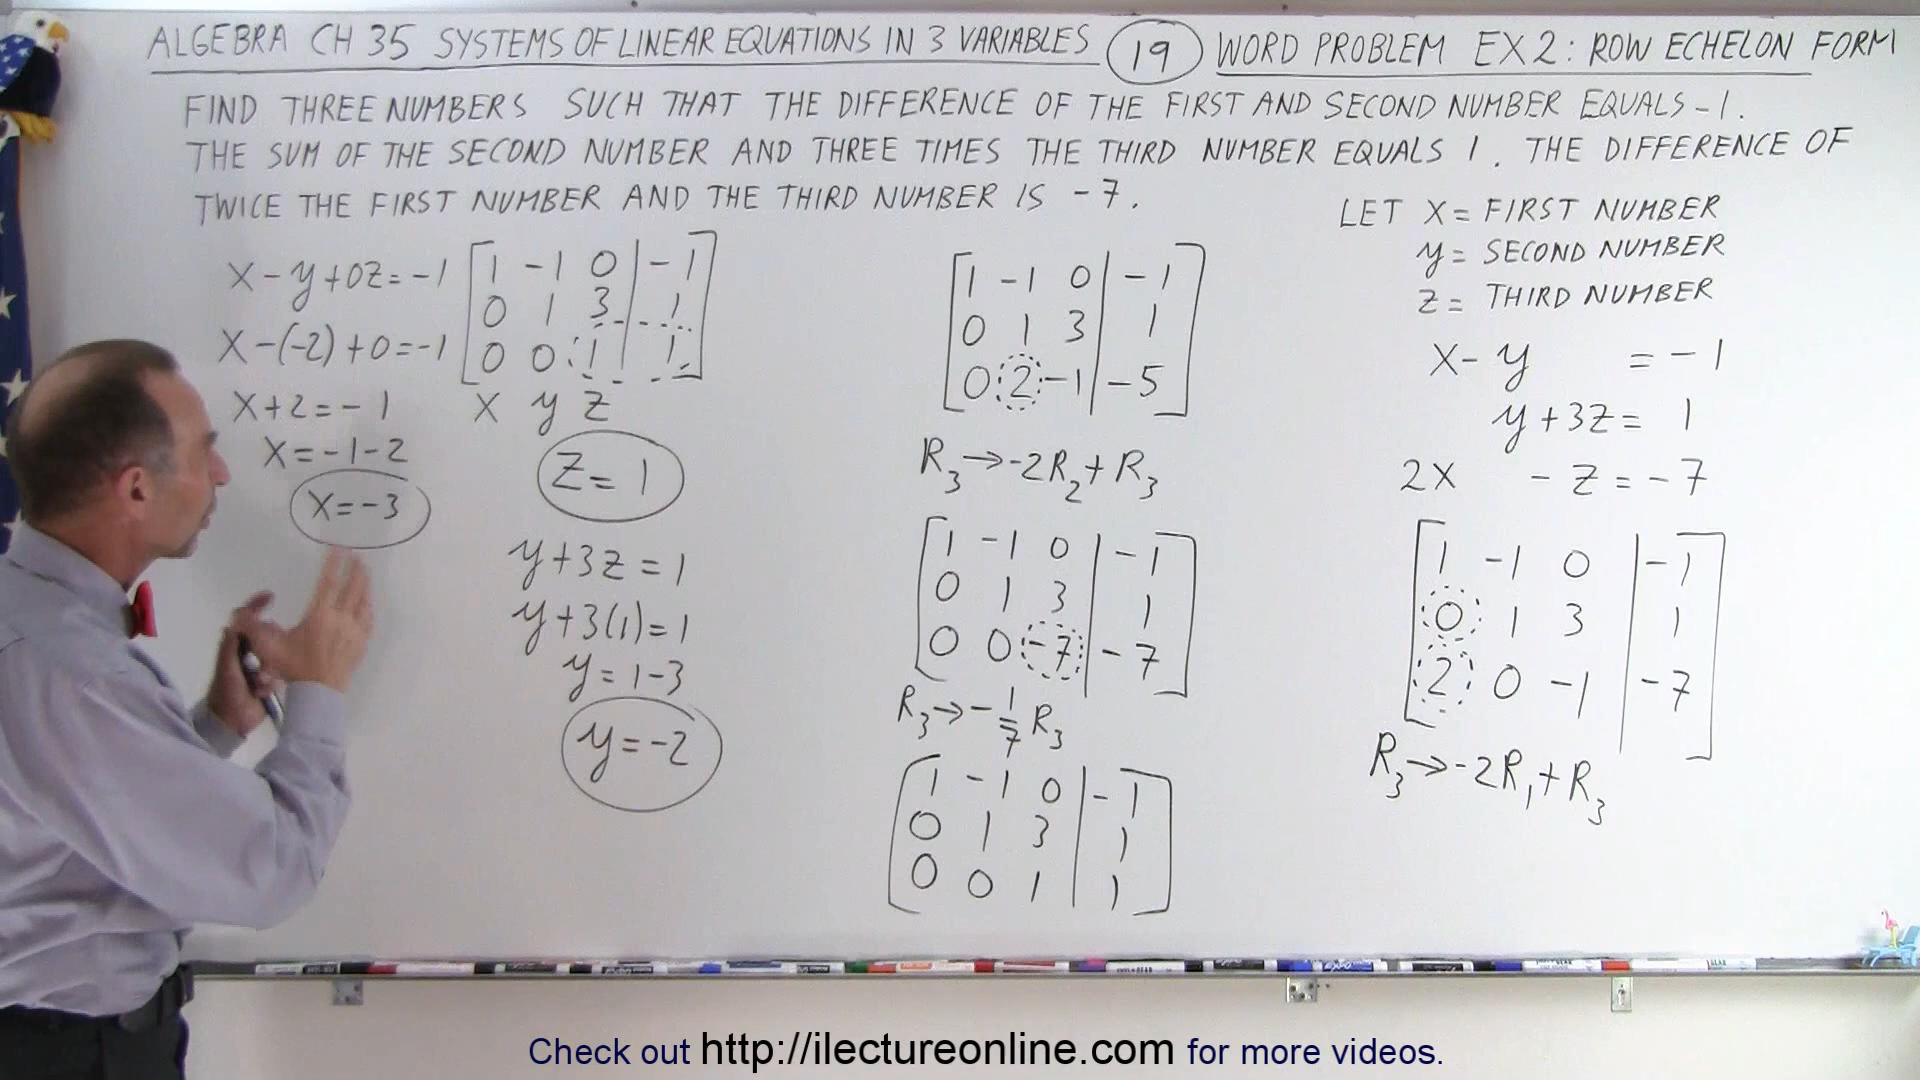 ALGEBRA CH 35 SYSTEMS OF LINEAR EQUATIONS IN 3 VARIABLES 19 WORD PROBLEM EX 2: ROW ECHELON FORM
FIND THREE NUMBERS SUCH THAT THE DIFFERENCE OF THE FIRST AND SECOND NUMBER EQUALS -1.
THE SUM OF THE SECOND NUMBER AND THREE TIMES THE THIRD NUMBER EQUALS 1. THE DIFFERENCE OF
TWICE THE FIRST NUMBER AND THE THIRD NUMBER IS -7.
LET X = FIRST NUMBER
y = SECOND NUMBER
Z = THIRD NUMBER
X - y = -1
y + 3Z = 1
2X - Z = -7
1 -1 0 | -1
0 1 3 | 1
2 0 -1 | -7
R3 → -2R1 + R3
1 -1 0 | -1
0 1 3 | 1
0 2 -1 | -5
R3 → -2R2 + R3
1 -1 0 | -1
0 1 3 | 1
0 0 -7 | -7
R3 → -1/7 R3
1 -1 0 | -1
0 1 3 | 1
0 0 1 | 1
1 -1 0 | -1
0 1 3 | 1
0 0 1 | 1
X y Z
Z = 1
y + 3Z = 1
y + 3(1) = 1
y = 1 - 3
y = -2
X - y + 0Z = -1
X - (-2) + 0 = -1
X + 2 = -1
X = -1 - 2
X = -3
Check out http://ilectureonline.com for more videos.